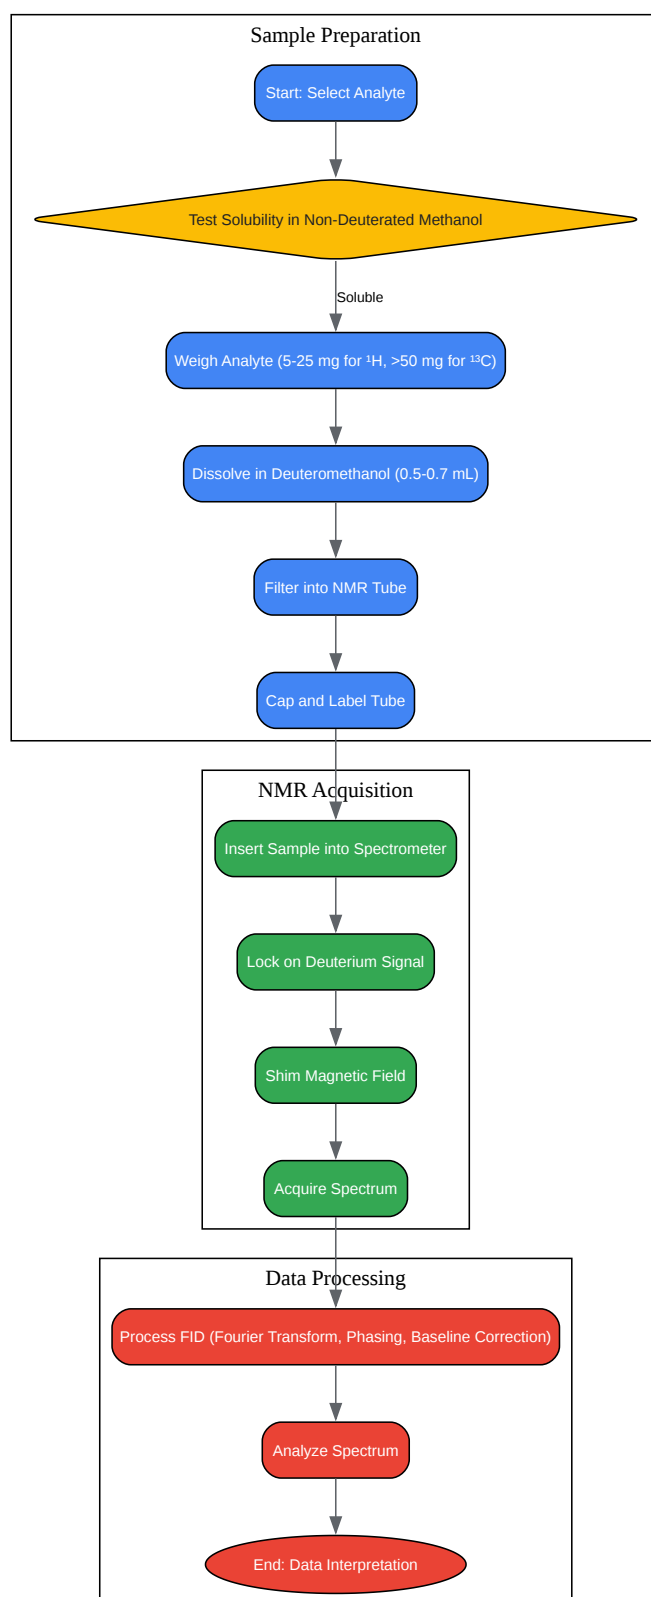 Sample Preparation
Start: Select Analyte
Test Solubility in Non-Deuterated Methanol
Soluble
Weigh Analyte (5-25 mg for ¹H, >50 mg for ¹³C)
Dissolve in Deuteromethanol (0.5-0.7 mL)
Filter into NMR Tube
Cap and Label Tube
NMR Acquisition
Insert Sample into Spectrometer
Lock on Deuterium Signal
Shim Magnetic Field
Acquire Spectrum
Data Processing
Process FID (Fourier Transform, Phasing, Baseline Correction)
Analyze Spectrum
End: Data Interpretation